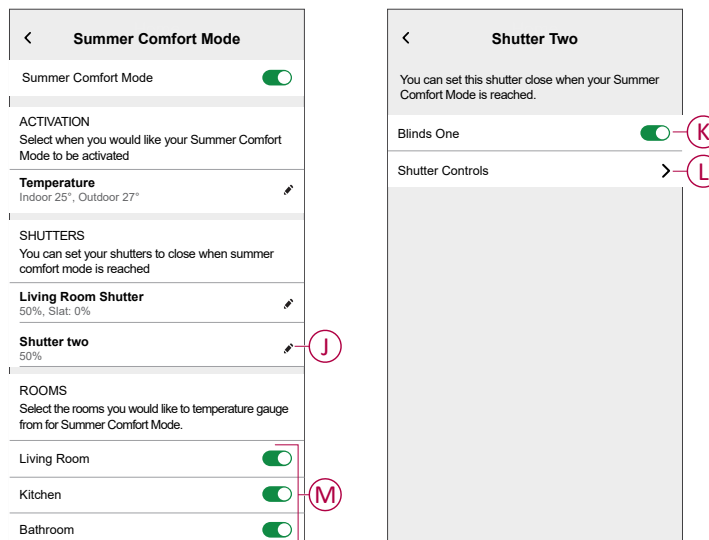 Summer Comfort Mode
Summer Comfort Mode
ACTIVATION
Select when you would like your Summer Comfort
Mode to be activated
Temperature
Indoor 25°, Outdoor 27°
SHUTTERS
You can set your shutters to close when summer
comfort mode is reached
Living Room Shutter
50%, Slat: 0%
Shutter two
50%
J
ROOMS
Select the rooms you would like to temperature gauge
from for Summer Comfort Mode.
Living Room
Kitchen
M
Bathroom
Shutter Two
You can set this shutter close when your Summer
Comfort Mode is reached.
Blinds One
K
Shutter Controls
L